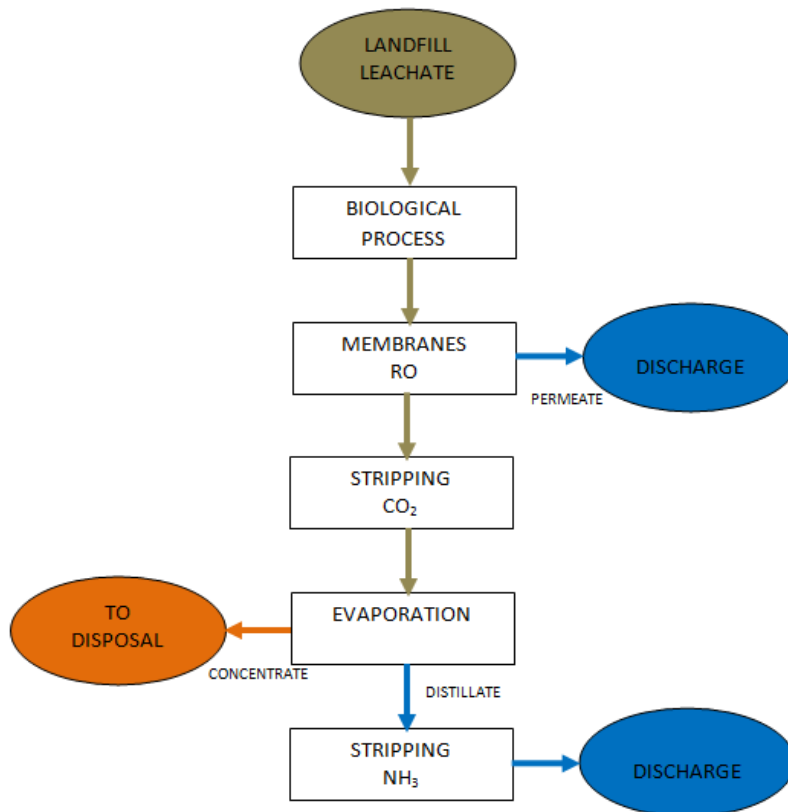 LANDFILL
LEACHATE
BIOLOGICAL
PROCESS
MEMBRANES
RO
DISCHARGE
PERMEATE
STRIPPING
CO₂
EVAPORATION
TO
DISPOSAL
CONCENTRATE
DISTILLATE
STRIPPING
NH₃
DISCHARGE